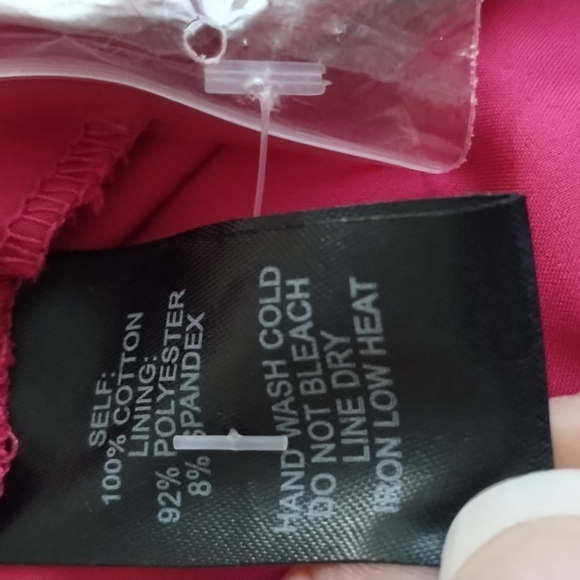 SELF:
100% COTTON
LINING:
92% POLYESTER
8% SPANDEX
HAND WASH COLD
DO NOT BLEACH
LINE DRY
IRON LOW HEAT